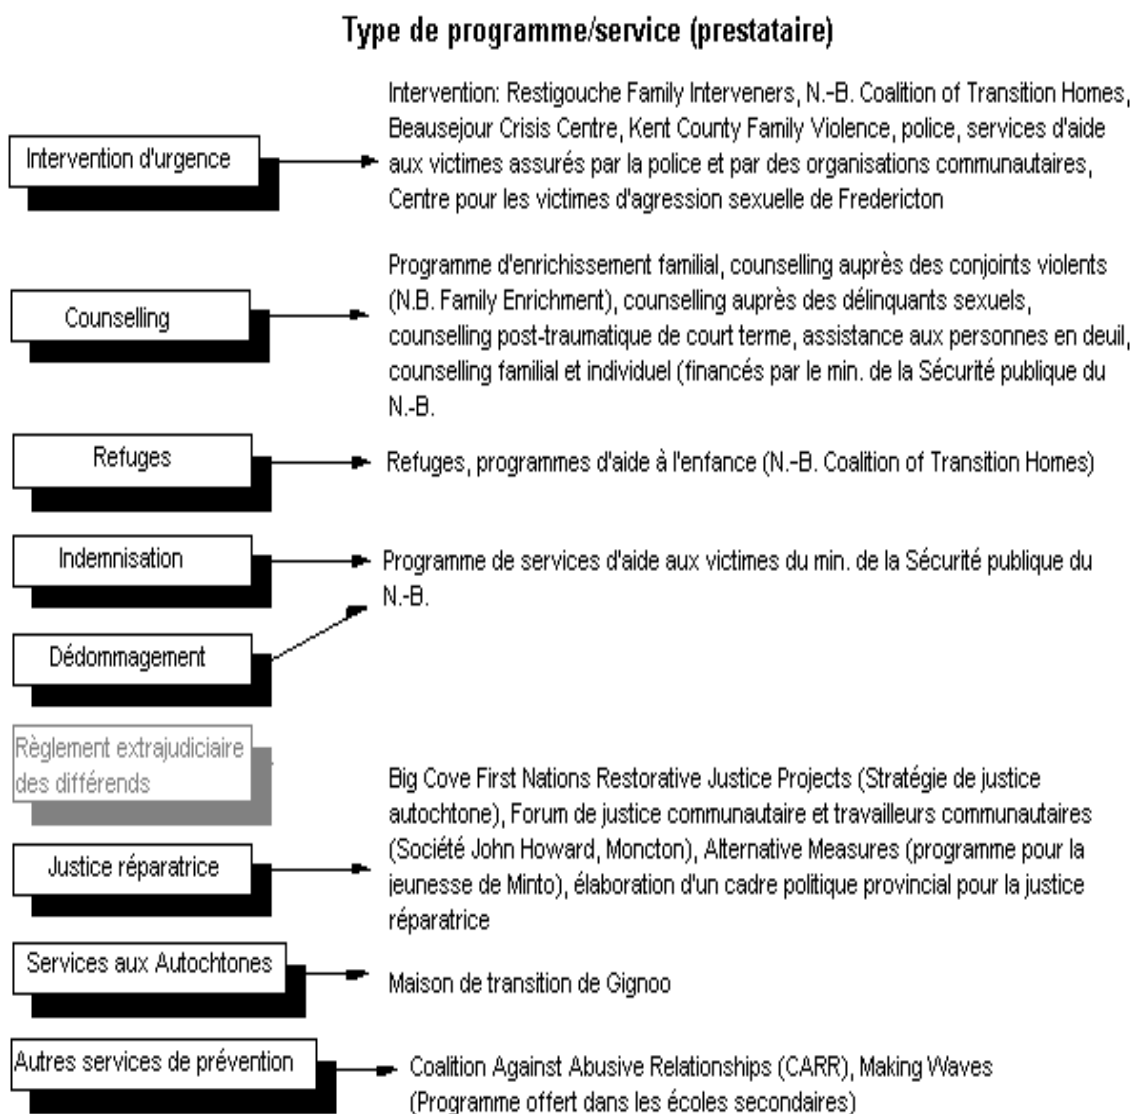 Type de programme/service (prestataire)
Intervention d'urgence
Intervention: Restigouche Family Interveners, N.-B. Coalition of Transition Homes,
Beausejour Crisis Centre, Kent County Family Violence, police, services d'aide
aux victimes assurés par la police et par des organisations communautaires,
Centre pour les victimes d'agression sexuelle de Fredericton
Counselling
Programme d'enrichissement familial, counselling auprès des conjoints violents
(N.B. Family Enrichment), counselling auprès des délinquants sexuels,
counselling post-traumatique de court terme, assistance aux personnes en deuil,
counselling familial et individuel (financés par le min. de la Sécurité publique du
N.-B.
Refuges
Refuges, programmes d'aide à l'enfance (N.-B. Coalition of Transition Homes)
Indemnisation
Programme de services d'aide aux victimes du min. de la Sécurité publique du
N.-B.
Dédommagement
Règlement extrajudiciaire
des différends
Justice réparatrice
Big Cove First Nations Restorative Justice Projects (Stratégie de justice
autochtone), Forum de justice communautaire et travailleurs communautaires
(Société John Howard, Moncton), Alternative Measures (programme pour la
jeunesse de Minto), élaboration d'un cadre politique provincial pour la justice
réparatrice
Services aux Autochtones
Maison de transition de Gignoo
Autres services de prévention
Coalition Against Abusive Relationships (CARR), Making Waves
(Programme offert dans les écoles secondaires)